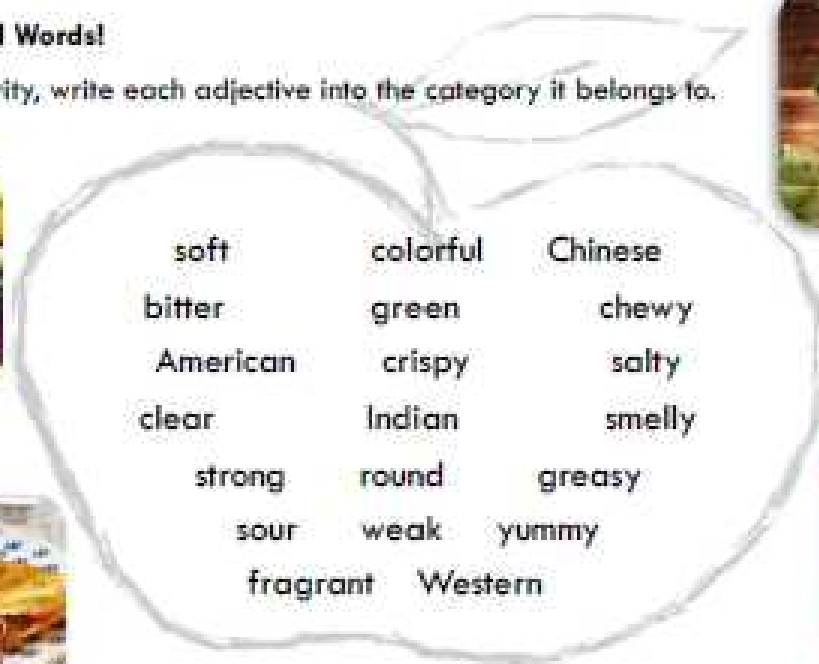 Words!
write each adjective into the category it belongs to.
soft colorful Chinese
bitter green chewy
American crispy salty
clear Indian smelly
strong round greasy
sour weak yummy
fragrant Western